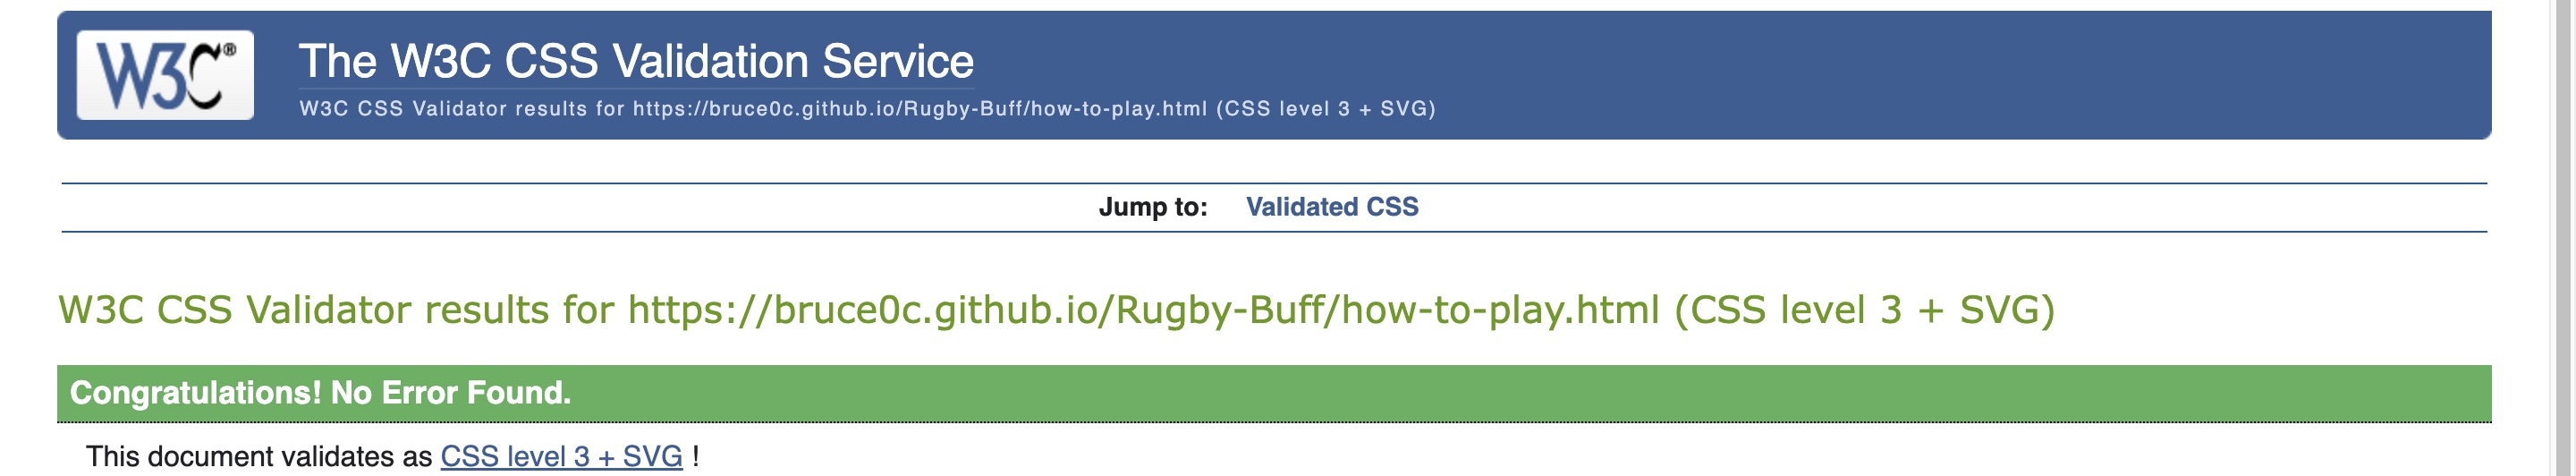 W3C®
The W3C CSS Validation Service
W3C CSS Validator results for https://bruce0c.github.io/Rugby-Buff/how-to-play.html (CSS level 3 + SVG)
Jump to: Validated CSS
W3C CSS Validator results for https://bruce0c.github.io/Rugby-Buff/how-to-play.html (CSS level 3 + SVG)
Congratulations! No Error Found.
This document validates as CSS level 3 + SVG !